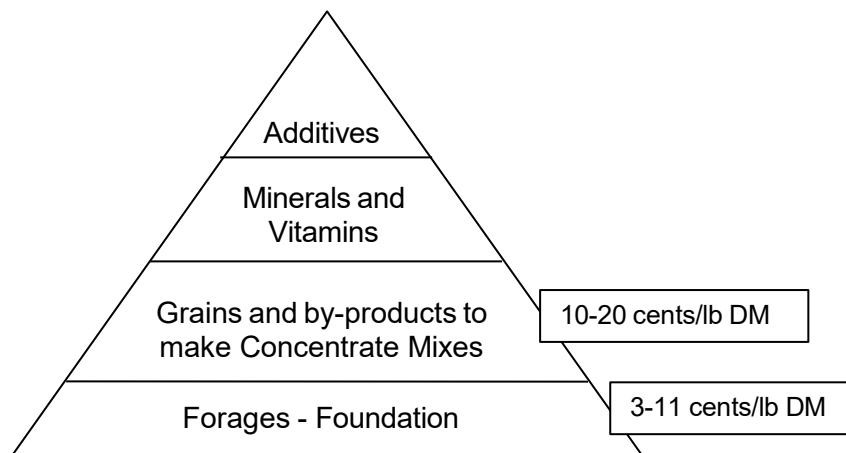 Additives
Minerals and
Vitamins
Grains and by-products to
make Concentrate Mixes
10-20 cents/lb DM
Forages - Foundation
3-11 cents/lb DM